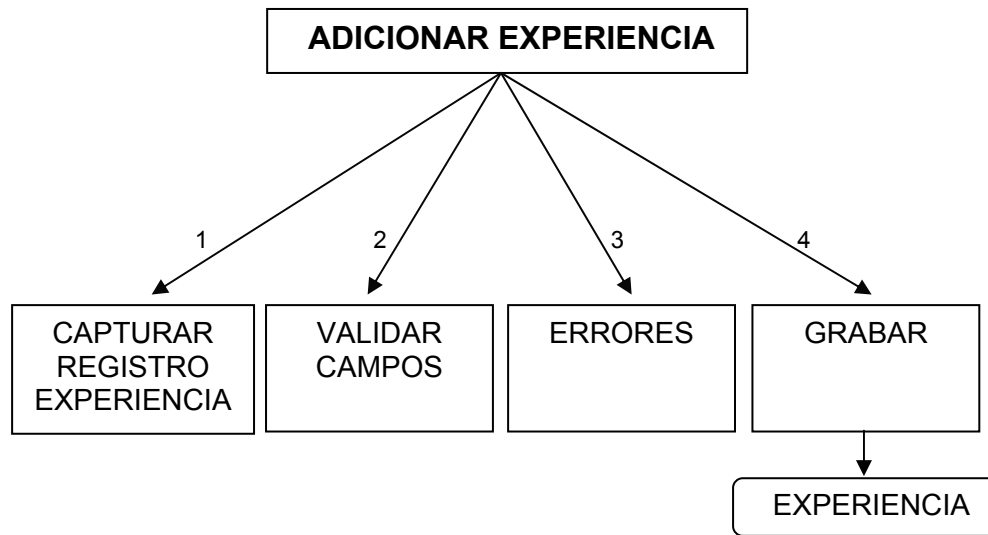 ADICIONAR EXPERIENCIA
1
2
3
4
CAPTURAR
REGISTRO
EXPERIENCIA
VALIDAR
CAMPOS
ERRORES
GRABAR
EXPERIENCIA